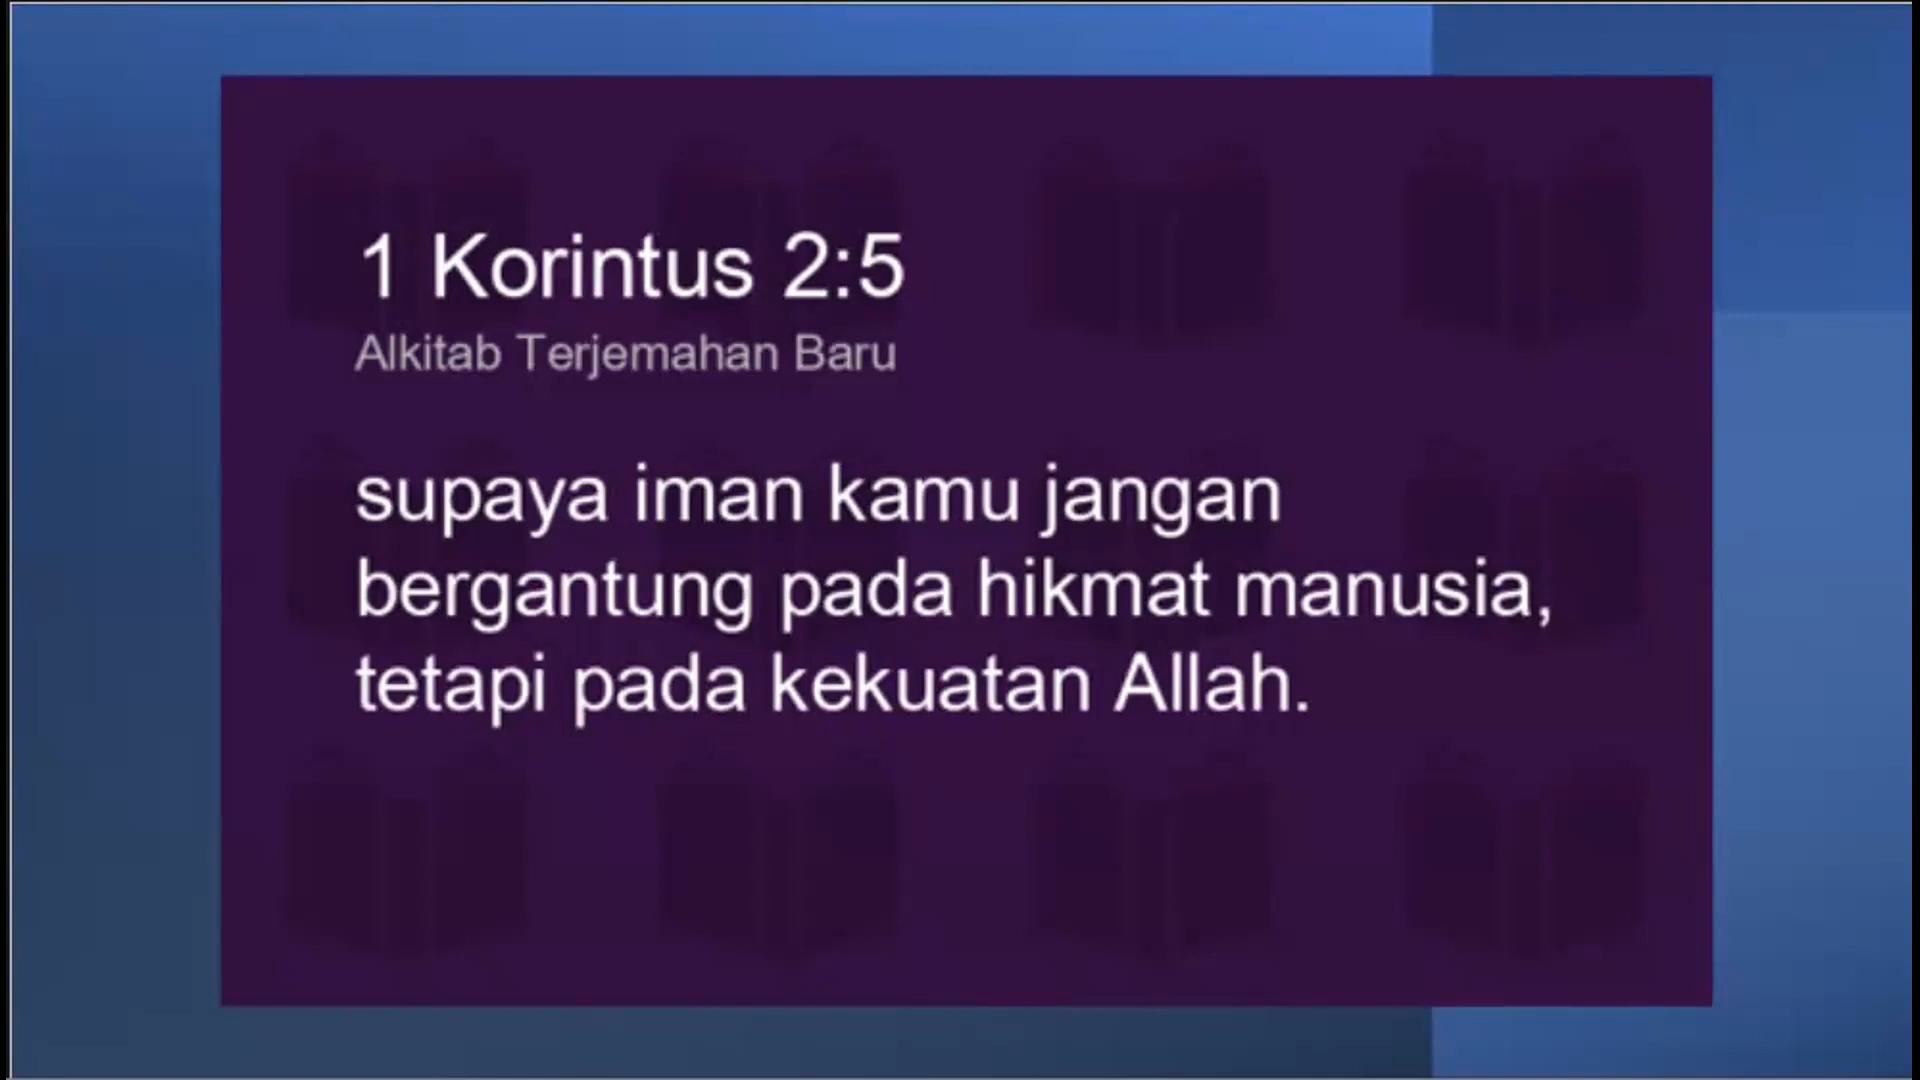 1 Korintus 2:5
Alkitab Terjemahan Baru
supaya iman kamu jangan
bergantung pada hikmat manusia,
tetapi pada kekuatan Allah.